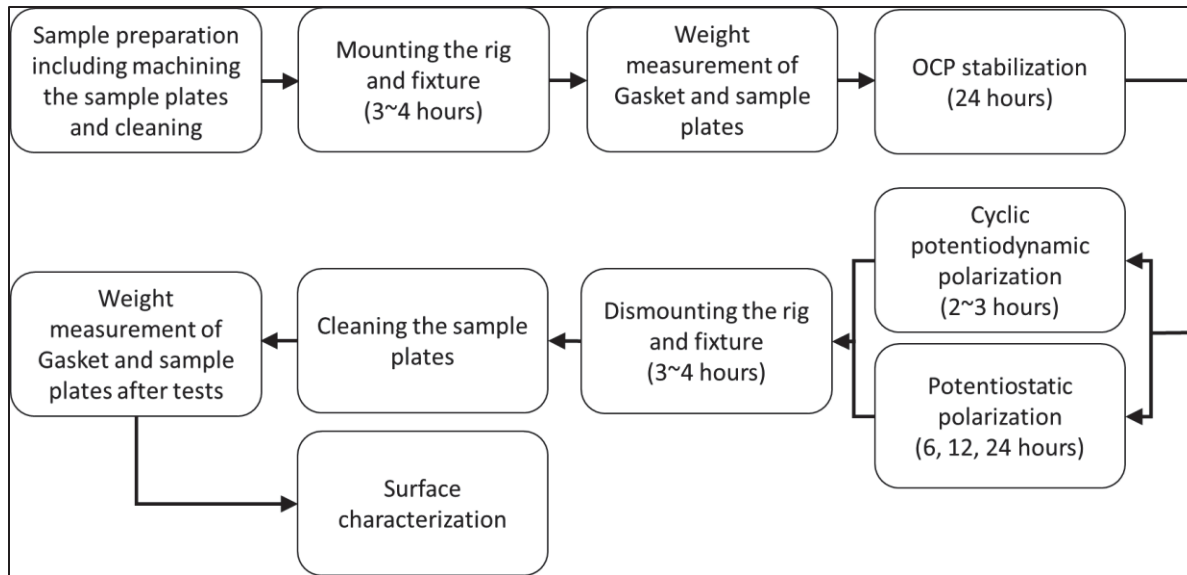 Sample preparation
including machining
the sample plates
and cleaning
Mounting the rig
and fixture
(3~4 hours)
Weight
measurement of
Gasket and sample
plates
OCP stabilization
(24 hours)
Cyclic
potentiodynamic
polarization
(2~3 hours)
Potentiostatic
polarization
(6, 12, 24 hours)
Dismounting the rig
and fixture
(3~4 hours)
Cleaning the sample
plates
Weight
measurement of
Gasket and sample
plates after tests
Surface
characterization